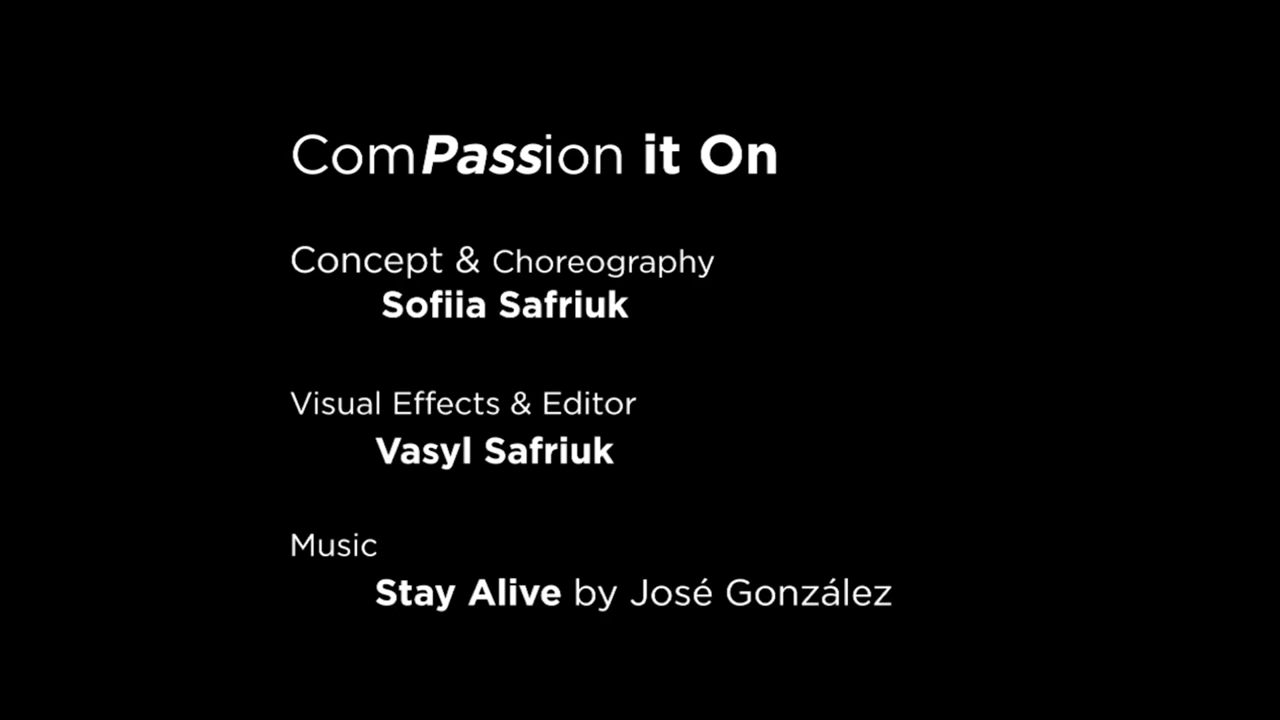 ComPassion it On
Concept & Choreography
Sofiia Safriuk
Visual Effects & Editor
Vasyl Safriuk
Music
Stay Alive by José González